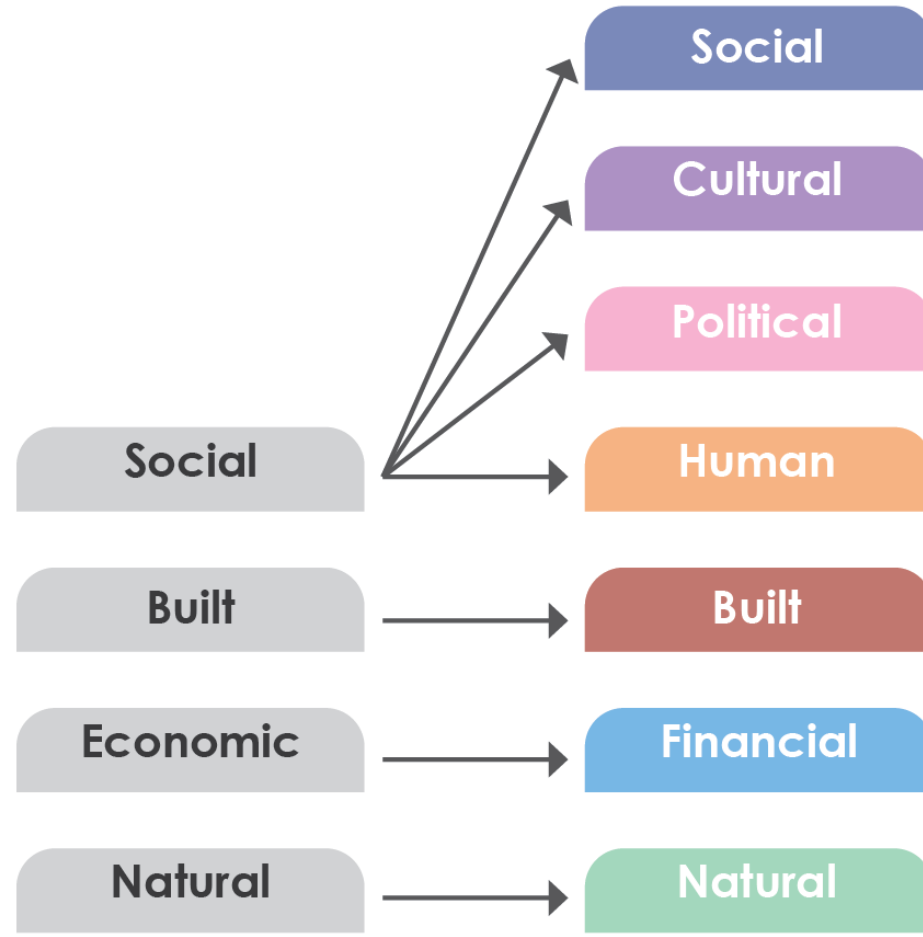 Social
Cultural
Political
Social
Human
Built
Built
Economic
Financial
Natural
Natural